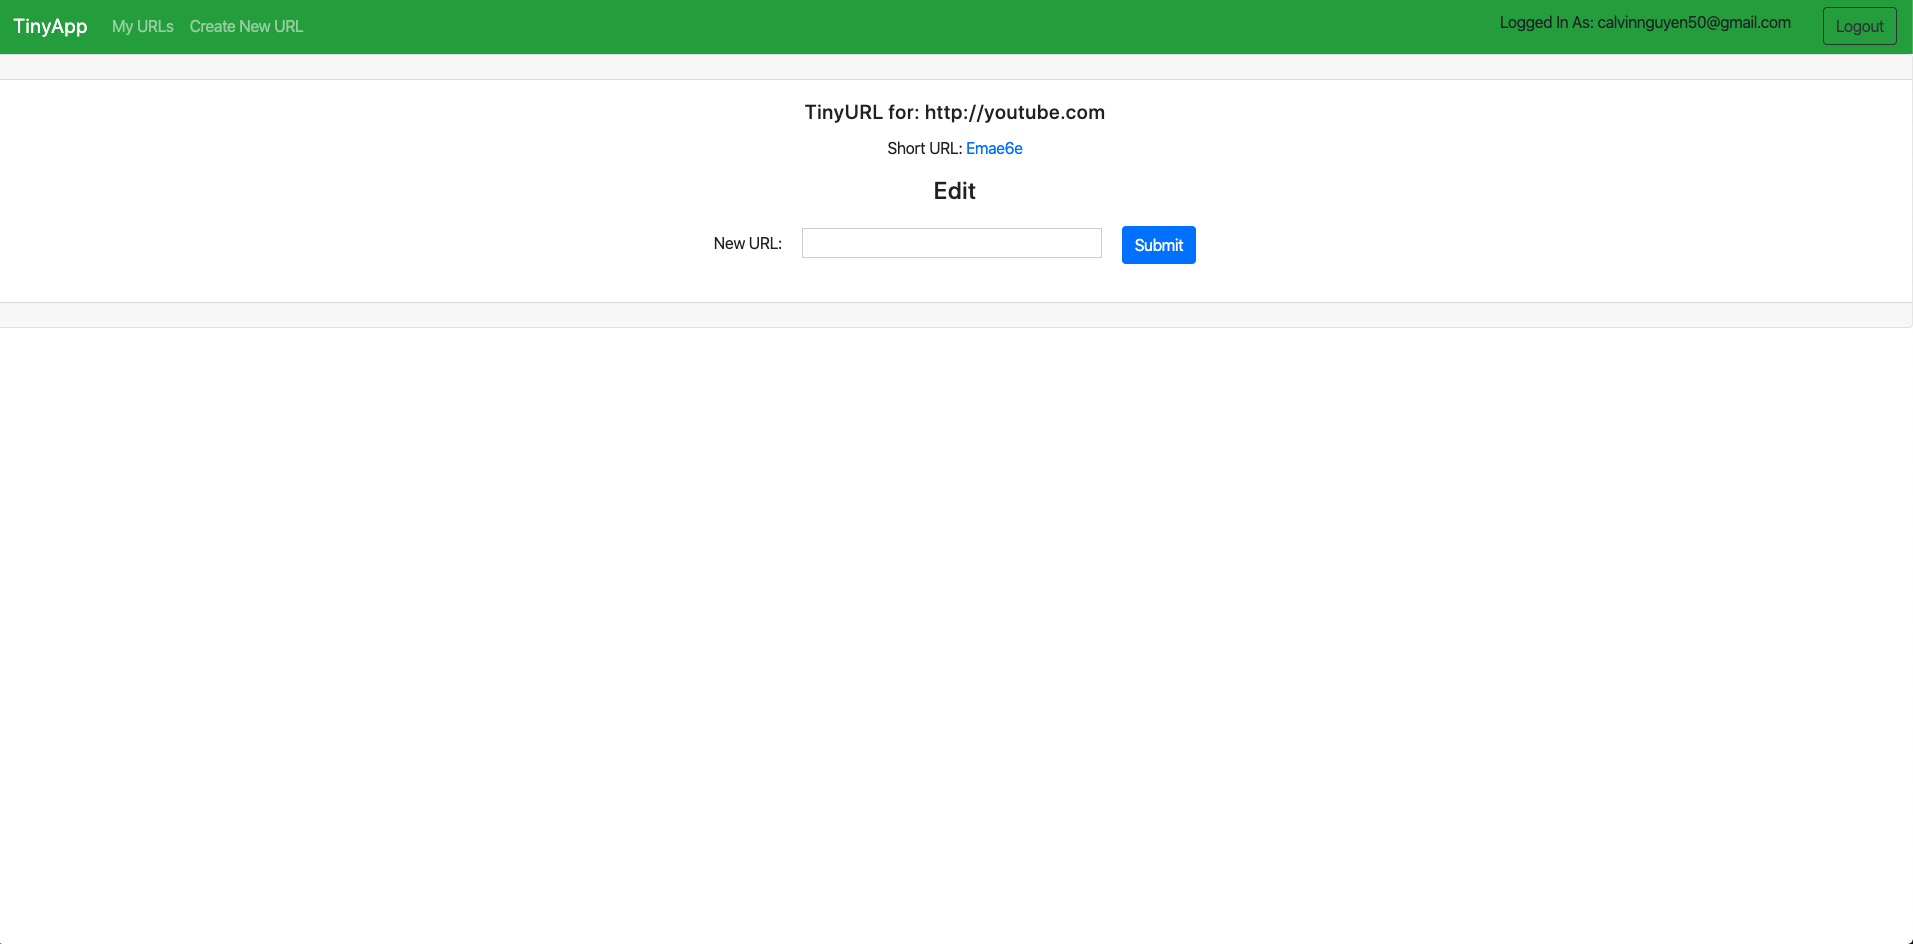 TinyApp My URLs Create New URL Logged In As: calvinnguyen50@gmail.com Logout
TinyURL for: http://youtube.com
Short URL: Emae6e
Edit
New URL: Submit